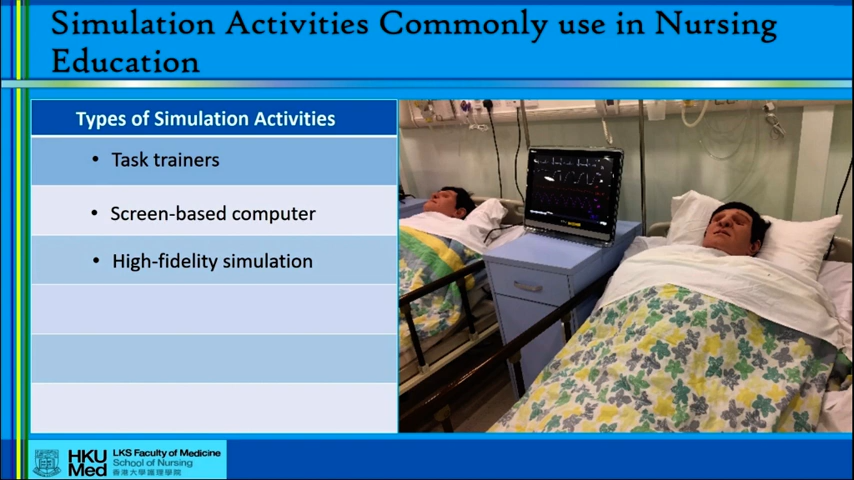 Simulation Activities Commonly use in Nursing
Education
Types of Simulation Activities
• Task trainers
• Screen-based computer
• High-fidelity simulation
HKU
Med
LKS Faculty of Medicine
School of Nursing
香港大學護理學院